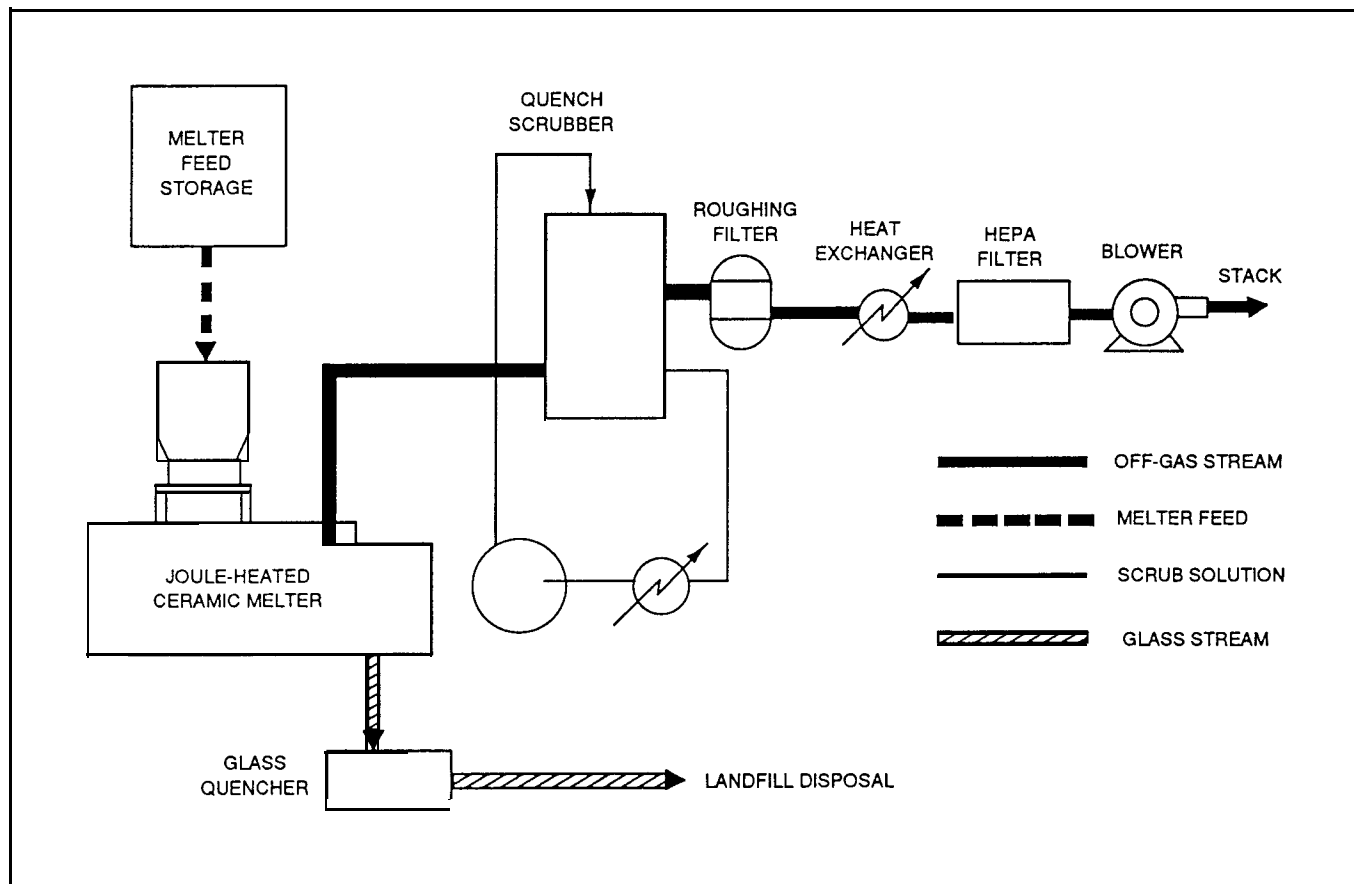 MELTER
FEED
STORAGE
QUENCH
SCRUBBER
ROUGHING
FILTER
HEAT
EXCHANGER
HEPA
FILTER
BLOWER
STACK
JOULE-HEATED
CERAMIC MELTER
OFF-GAS STREAM
MELTER FEED
SCRUB SOLUTION
GLASS STREAM
GLASS
QUENCHER
LANDFILL DISPOSAL